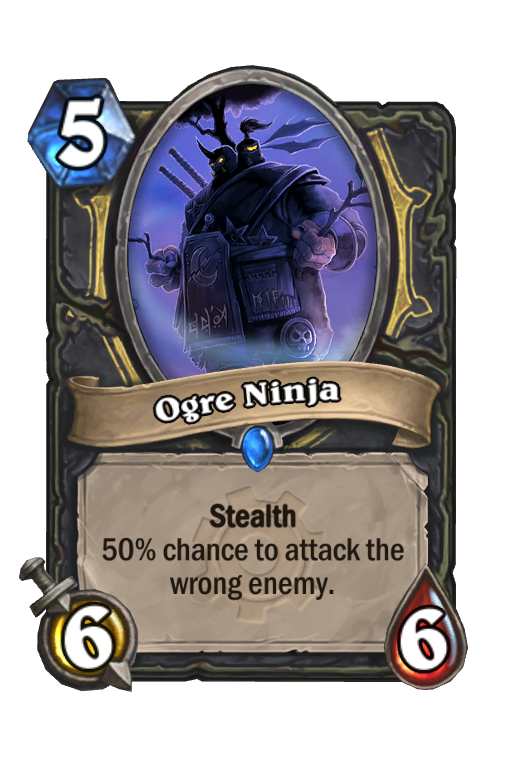 5
Ogre Ninja
Stealth
50% chance to attack the
wrong enemy.
6
6